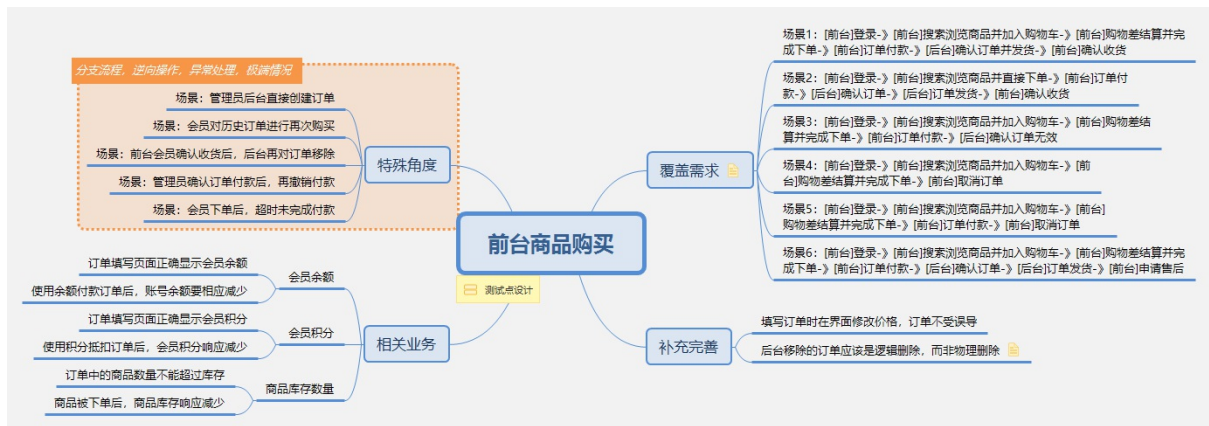 分支流程，逆向操作，异常处理，极端情况
场景：管理员后台直接创建订单
场景：会员对历史订单进行再次购买
场景：前台会员确认收货后，后台再对订单移除
场景：管理员确认订单付款后，再撤销付款
场景：会员下单后，超时未完成付款
特殊角度
订单填写页面正确显示会员余额
使用余额付款订单后，账号余额要相应减少
会员余额
订单填写页面正确显示会员积分
使用积分抵扣订单后，会员积分响应减少
会员积分
订单中的商品数量不能超过库存
商品被下单后，商品库存响应减少
商品库存数量
相关业务
前台商品购买
测试点设计
覆盖需求
场景1：[前台]登录-》[前台]搜素浏览商品并加入购物车-》[前台]购物差结算并完
成下单-》[前台]订单付款-》[后台]确认订单并发货-》[前台]确认收货
场景2：[前台]登录-》[前台]搜素浏览商品并直接下单-》[前台]订单付
款-》[后台]确认订单-》[后台]订单发货-》[前台]确认收货
场景3：[前台]登录-》[前台]搜素浏览商品并加入购物车-》[前台]购物差结
算并完成下单-》[前台]订单付款-》[后台]确认订单无效
场景4：[前台]登录-》[前台]搜素浏览商品并加入购物车-》[前
台]购物差结算并完成下单-》[前台]取消订单
场景5：[前台]登录-》[前台]搜素浏览商品并加入购物车-》[前台]
购物差结算并完成下单-》[前台]订单付款-》[前台]取消订单
场景6：[前台]登录-》[前台]搜素浏览商品并加入购物车-》[前台]购物差结算并完
成下单-》[前台]订单付款-》[后台]确认订单-》[后台]订单发货-》[前台]申请售后
补充完善
填写订单时在界面修改价格，订单不受误导
后台移除的订单应该是逻辑删除，而非物理删除